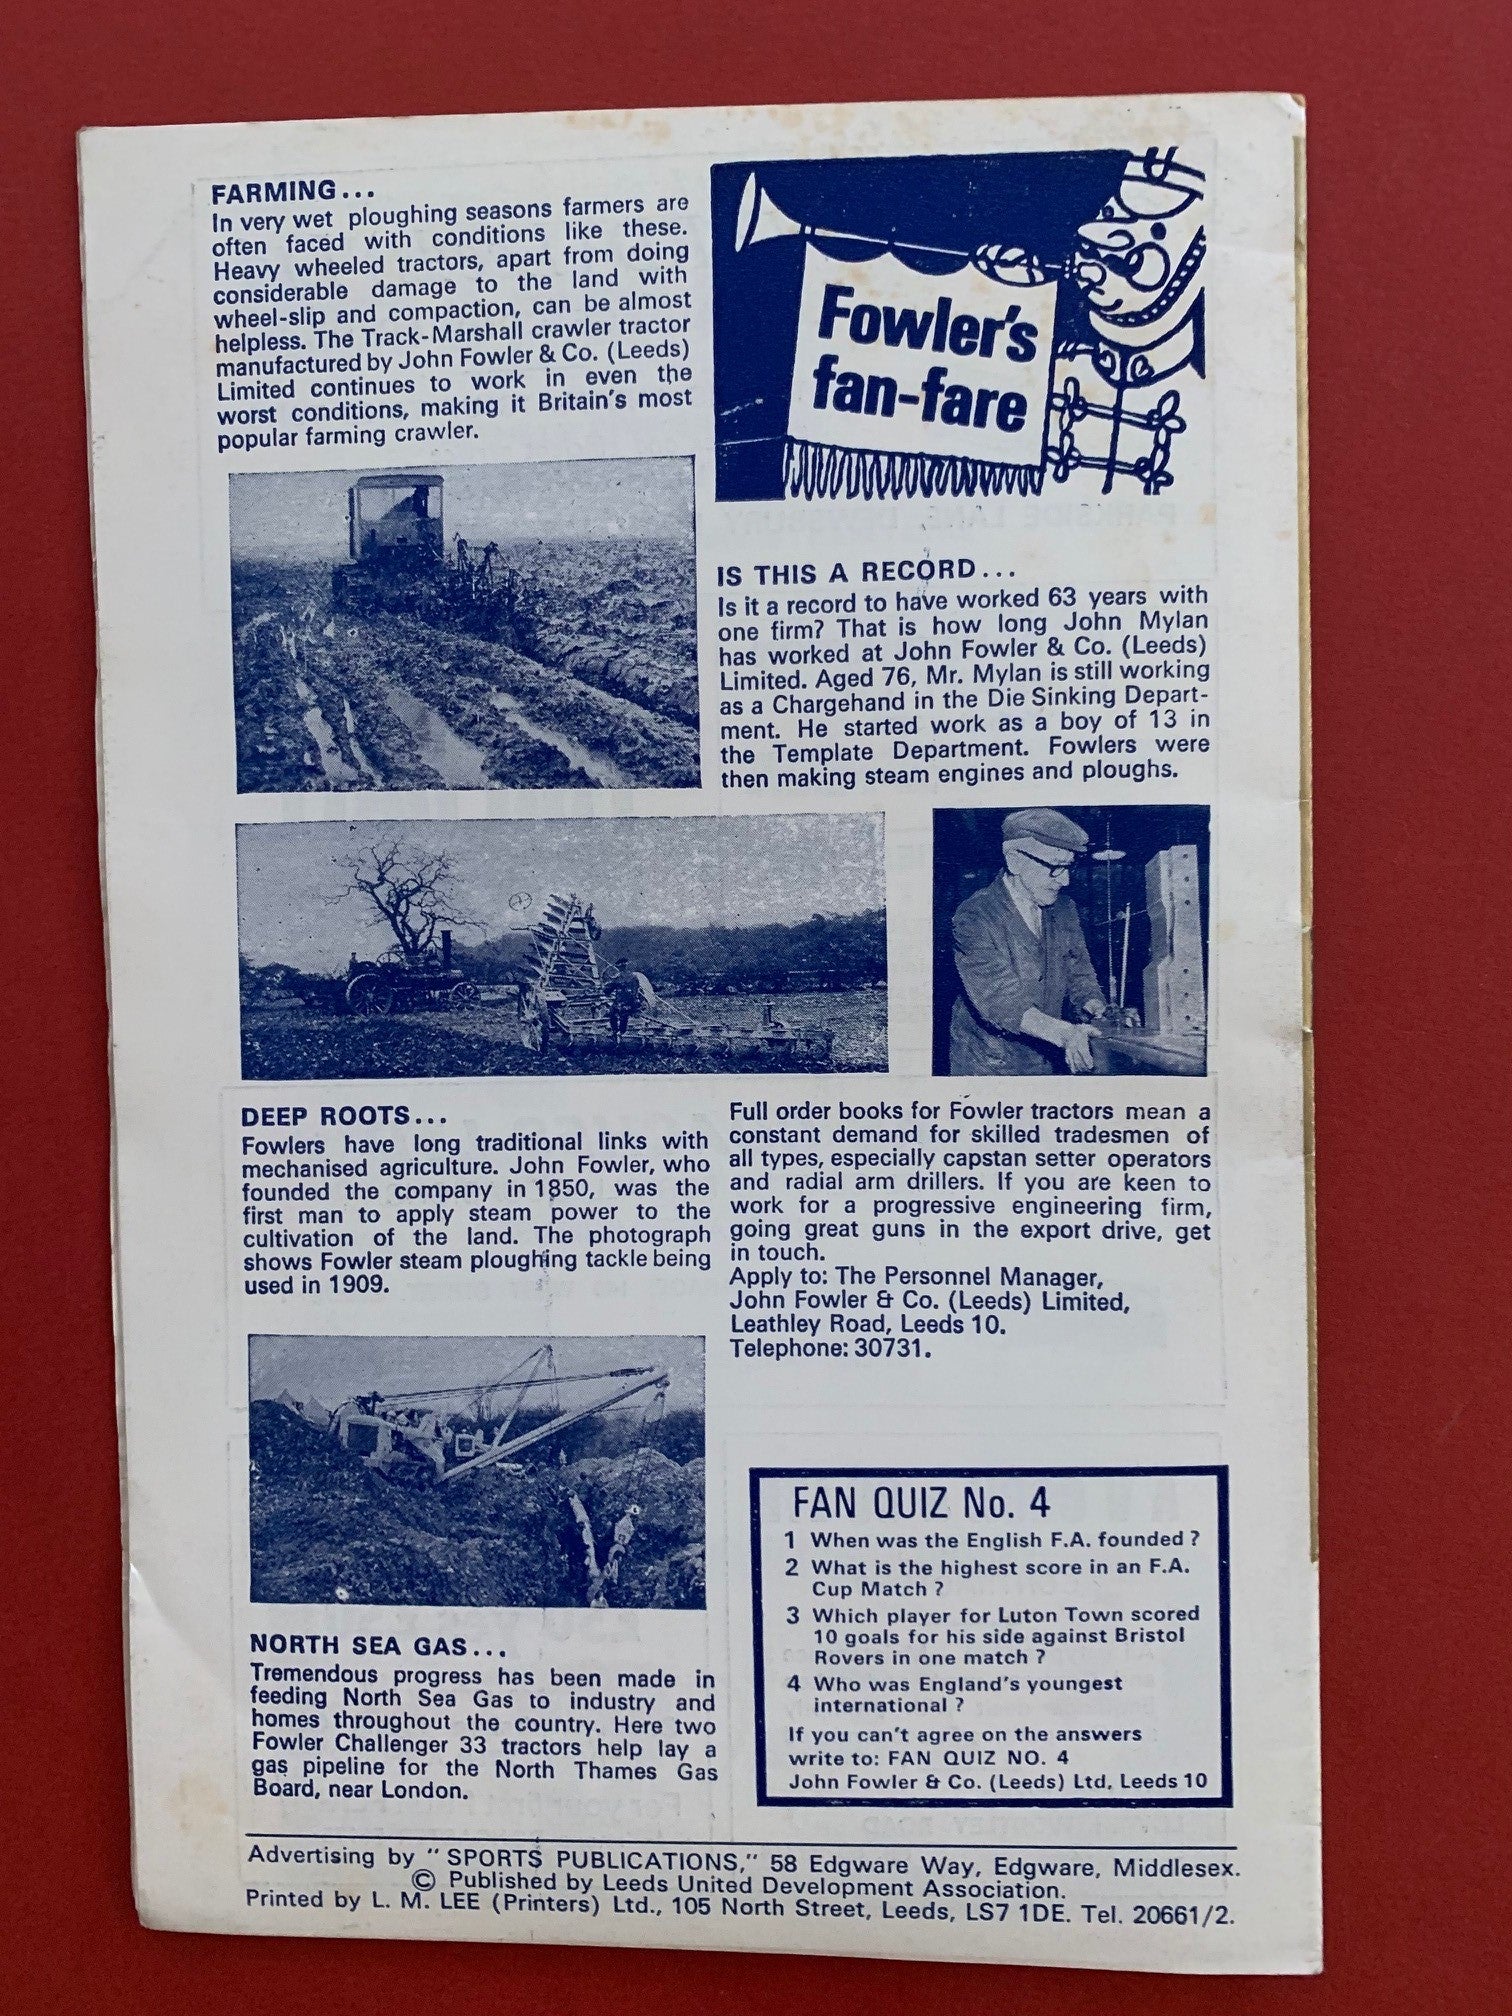 FARMING...
In very wet ploughing seasons farmers are
often faced with conditions like these.
Heavy wheeled tractors, apart from doing
considerable damage to the land with
wheel-slip and compaction, can be almost
helpless. The Track-Marshall crawler tractor
manufactured by John Fowler & Co. (Leeds)
Limited continues to work in even the
worst conditions, making it Britain's most
popular farming crawler.
Fowler's
fan-fare
IS THIS A RECORD...
Is it a record to have worked 63 years with
one firm? That is how long John Mylan
has worked at John Fowler & Co. (Leeds)
Limited. Aged 76, Mr. Mylan is still working
as a Chargehand in the Die Sinking Depart-
ment. He started work as a boy of 13 in
the Template Department. Fowlers were
then making steam engines and ploughs.
DEEP ROOTS...
Fowlers have long traditional links with
mechanised agriculture. John Fowler, who
founded the company in 1850, was the
first man to apply steam power to the
cultivation of the land. The photograph
shows Fowler steam ploughing tackle being
used in 1909.
Full order books for Fowler tractors mean a
constant demand for skilled tradesmen of
all types, especially capstan setter operators
and radial arm drillers. If you are keen to
work for a progressive engineering firm,
going great guns in the export drive, get
in touch.
Apply to: The Personnel Manager,
John Fowler & Co. (Leeds) Limited,
Leathley Road, Leeds 10.
Telephone: 30731.
NORTH SEA GAS...
Tremendous progress has been made in
feeding North Sea Gas to industry and
homes throughout the country. Here two
Fowler Challenger 33 tractors help lay a
gas pipeline for the North Thames Gas
Board, near London.
FAN QUIZ No. 4
1 When was the English F.A. founded ?
2 What is the highest score in an F.A.
Cup Match ?
3 Which player for Luton Town scored
10 goals for his side against Bristol
Rovers in one match ?
4 Who was England's youngest
international ?
If you can't agree on the answers
write to: FAN QUIZ NO. 4
John Fowler & Co. (Leeds) Ltd, Leeds 10
Advertising by "SPORTS PUBLICATIONS," 58 Edgware Way, Edgware, Middlesex.
© Published by Leeds United Development Association.
Printed by L. M. LEE (Printers) Ltd., 105 North Street, Leeds, LS7 1DE. Tel. 20661/2.